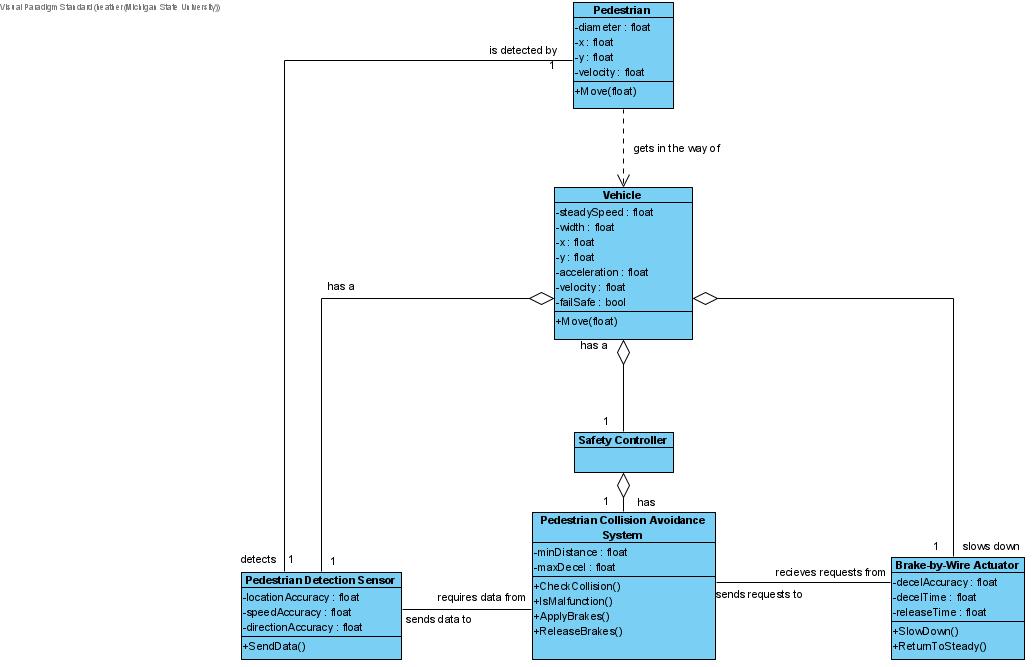 Visual Paradigm Standard(heather(Michigan State University))
Pedestrian
-diameter : float
-x : float
-y : float
-velocity : float
+Move(float)
is detected by
1
gets in the way of
Vehicle
-steadySpeed : float
-width : float
-x : float
-y : float
-acceleration : float
-velocity : float
-failSafe : bool
+Move(float)
has a
has a
1
Safety Controller
1
has
Pedestrian Collision Avoidance
System
-minDistance : float
-maxDecel : float
+CheckCollision()
+IsMalfunction()
+ApplyBrakes()
+ReleaseBrakes()
detects
1
1
Pedestrian Detection Sensor
-locationAccuracy : float
-speedAccuracy : float
-directionAccuracy : float
+SendData()
requires data from
sends data to
recieves requests from
sends requests to
1
slows down
Brake-by-Wire Actuator
-decelAccuracy : float
-decelTime : float
-releaseTime : float
+SlowDown()
+ReturnToSteady()